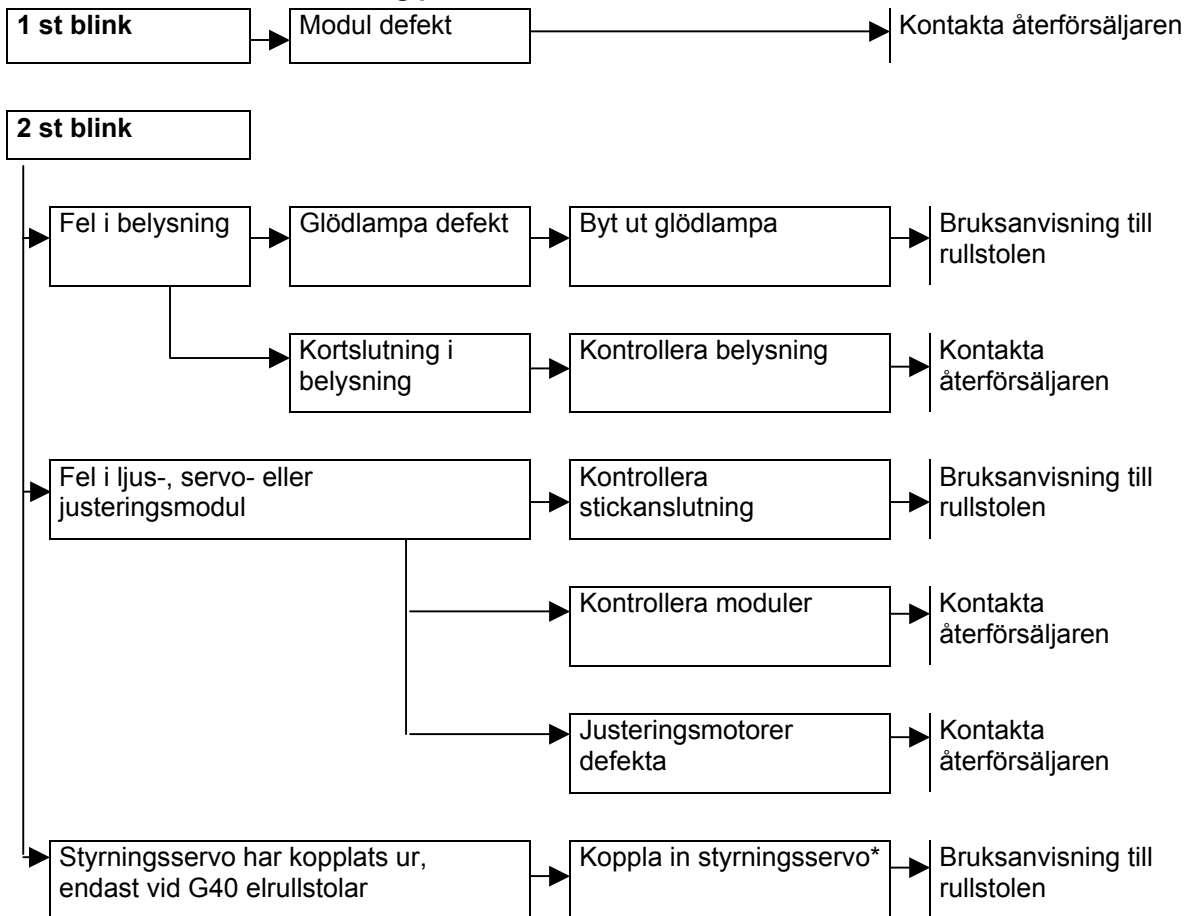 1 st blink
Modul defekt
Kontakta återförsäljaren
2 st blink
Fel i belysning
Glödlampa defekt
Byt ut glödlampa
Bruksanvisning till
rullstolen
Kortslutning i
belysning
Kontrollera belysning
Kontakta
återförsäljaren
Fel i ljus-, servo- eller
justeringsmodul
Kontrollera
stickanslutning
Bruksanvisning till
rullstolen
Kontrollera moduler
Kontakta
återförsäljaren
Justeringsmotorer
defekta
Kontakta
återförsäljaren
Styrningsservo har kopplats ur,
endast vid G40 elrullstolar
Koppla in styrningsservo*
Bruksanvisning till
rullstolen